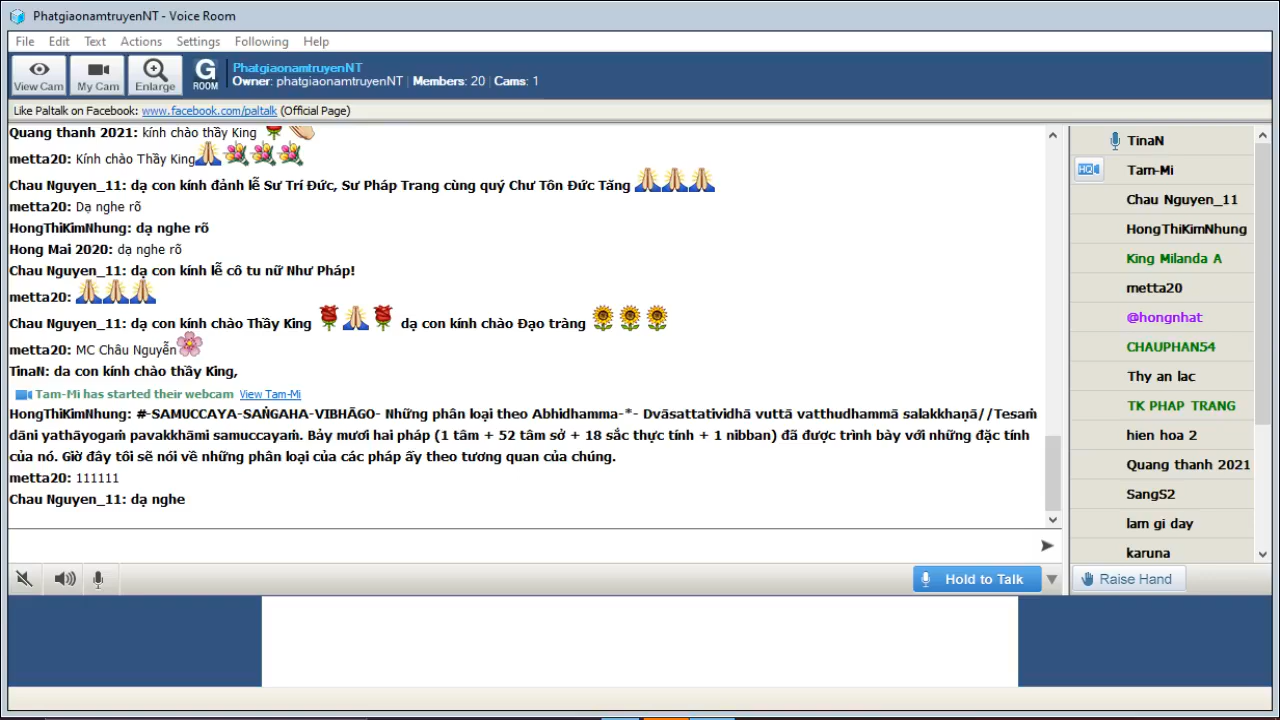 PhatgiaonamtruyenNT - Voice Room
File Edit Text Actions Settings Following Help
View Cam My Cam Enlarge
G ROOM
PhatgiaonamtruyenNT
Owner: phatgiaonamtruyenNT Members: 20 Cams: 1
Like Paltalk on Facebook: www.facebook.com/paltalk (Official Page)
Quang thanh 2021: kính chào thầy King
metta20: Kính chào Thầy King
Chau Nguyen_11: dạ con kính đảnh lễ Sư Trí Đức, Sư Pháp Trang cùng quý Chư Tôn Đức Tăng
metta20: Dạ nghe rõ
HongThiKimNhung: dạ nghe rõ
Hong Mai 2020: dạ nghe rõ
Chau Nguyen_11: dạ con kính lễ cô tu nữ Như Pháp!
metta20:
Chau Nguyen_11: dạ con kính chào Thầy King dạ con kính chào Đạo tràng
metta20: MC Châu Nguyễn
TinaN: da con kính chào thầy King,
Tam-Mi has started their webcam View Tam-Mi
HongThiKimNhung: #-SAMUCCAYA-SAṄGAHA-VIBHĀGO- Những phân loại theo Abhidhamma-*- Dvāsattatividhā vuttā vatthudhammā salakkhaṇā//Tesaṁ
dāni yathāyogaṁ pavakkhāmi samuccayaṁ. Bảy mươi hai pháp (1 tâm + 52 tâm sở + 18 sắc thực tính + 1 nibban) đã được trình bày với những đặc tính
của nó. Giờ đây tôi sẽ nói về những phân loại của các pháp ấy theo tương quan của chúng.
metta20: 111111
Chau Nguyen_11: dạ nghe
Hold to Talk
TinaN
HQ Tam-Mi
Chau Nguyen_11
HongThiKimNhung
King Milanda A
metta20
@hongnhat
CHAUPHAN54
Thy an lac
TK PHAP TRANG
hien hoa 2
Quang thanh 2021
SangS2
lam gi day
karuna
Raise Hand